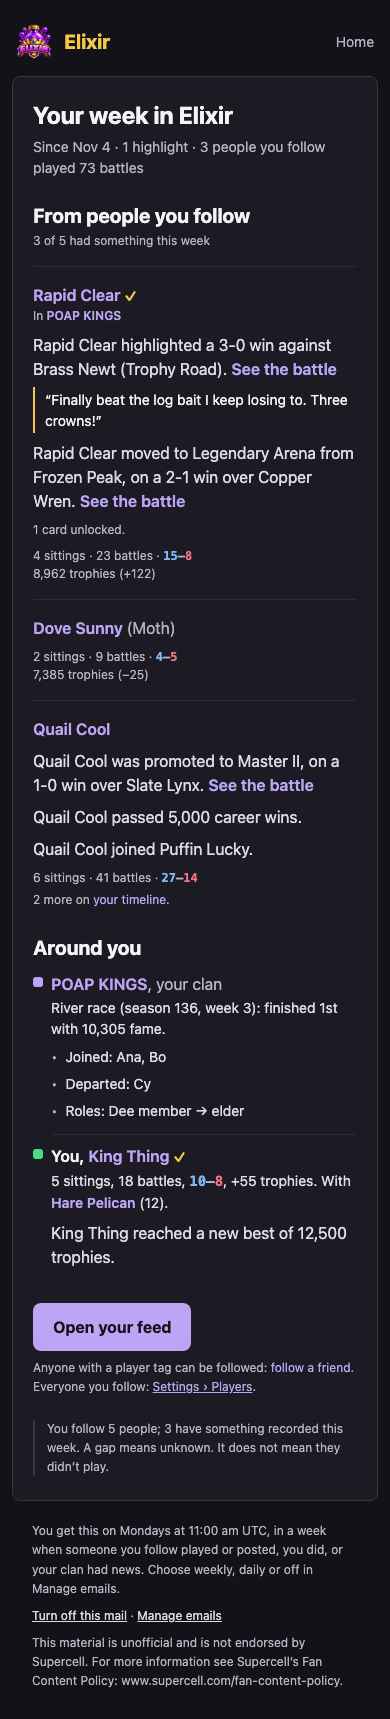 ELIXIR
Elixir
Home
Your week in Elixir
Since Nov 4 · 1 highlight · 3 people you follow
played 73 battles
From people you follow
3 of 5 had something this week
Rapid Clear ✓
In POAP KINGS
Rapid Clear highlighted a 3-0 win against
Brass Newt (Trophy Road). See the battle
“Finally beat the log bait I keep losing to. Three
crowns!”
Rapid Clear moved to Legendary Arena from
Frozen Peak, on a 2-1 win over Copper
Wren. See the battle
1 card unlocked.
4 sittings · 23 battles · 15–8
8,962 trophies (+122)
Dove Sunny (Moth)
2 sittings · 9 battles · 4–5
7,385 trophies (−25)
Quail Cool
Quail Cool was promoted to Master II, on a
1-0 win over Slate Lynx. See the battle
Quail Cool passed 5,000 career wins.
Quail Cool joined Puffin Lucky.
6 sittings · 41 battles · 27–14
2 more on your timeline.
Around you
POAP KINGS, your clan
River race (season 136, week 3): finished 1st
with 10,305 fame.
• Joined: Ana, Bo
• Departed: Cy
• Roles: Dee member → elder
You, King Thing ✓
5 sittings, 18 battles, 10–8, +55 trophies. With
Hare Pelican (12).
King Thing reached a new best of 12,500
trophies.
Open your feed
Anyone with a player tag can be followed: follow a friend.
Everyone you follow: Settings › Players.
You follow 5 people; 3 have something recorded this
week. A gap means unknown. It does not mean they
didn’t play.
You get this on Mondays at 11:00 am UTC, in a week
when someone you follow played or posted, you did, or
your clan had news. Choose weekly, daily or off in
Manage emails.
Turn off this mail · Manage emails
This material is unofficial and is not endorsed by
Supercell. For more information see Supercell’s Fan
Content Policy: www.supercell.com/fan-content-policy.